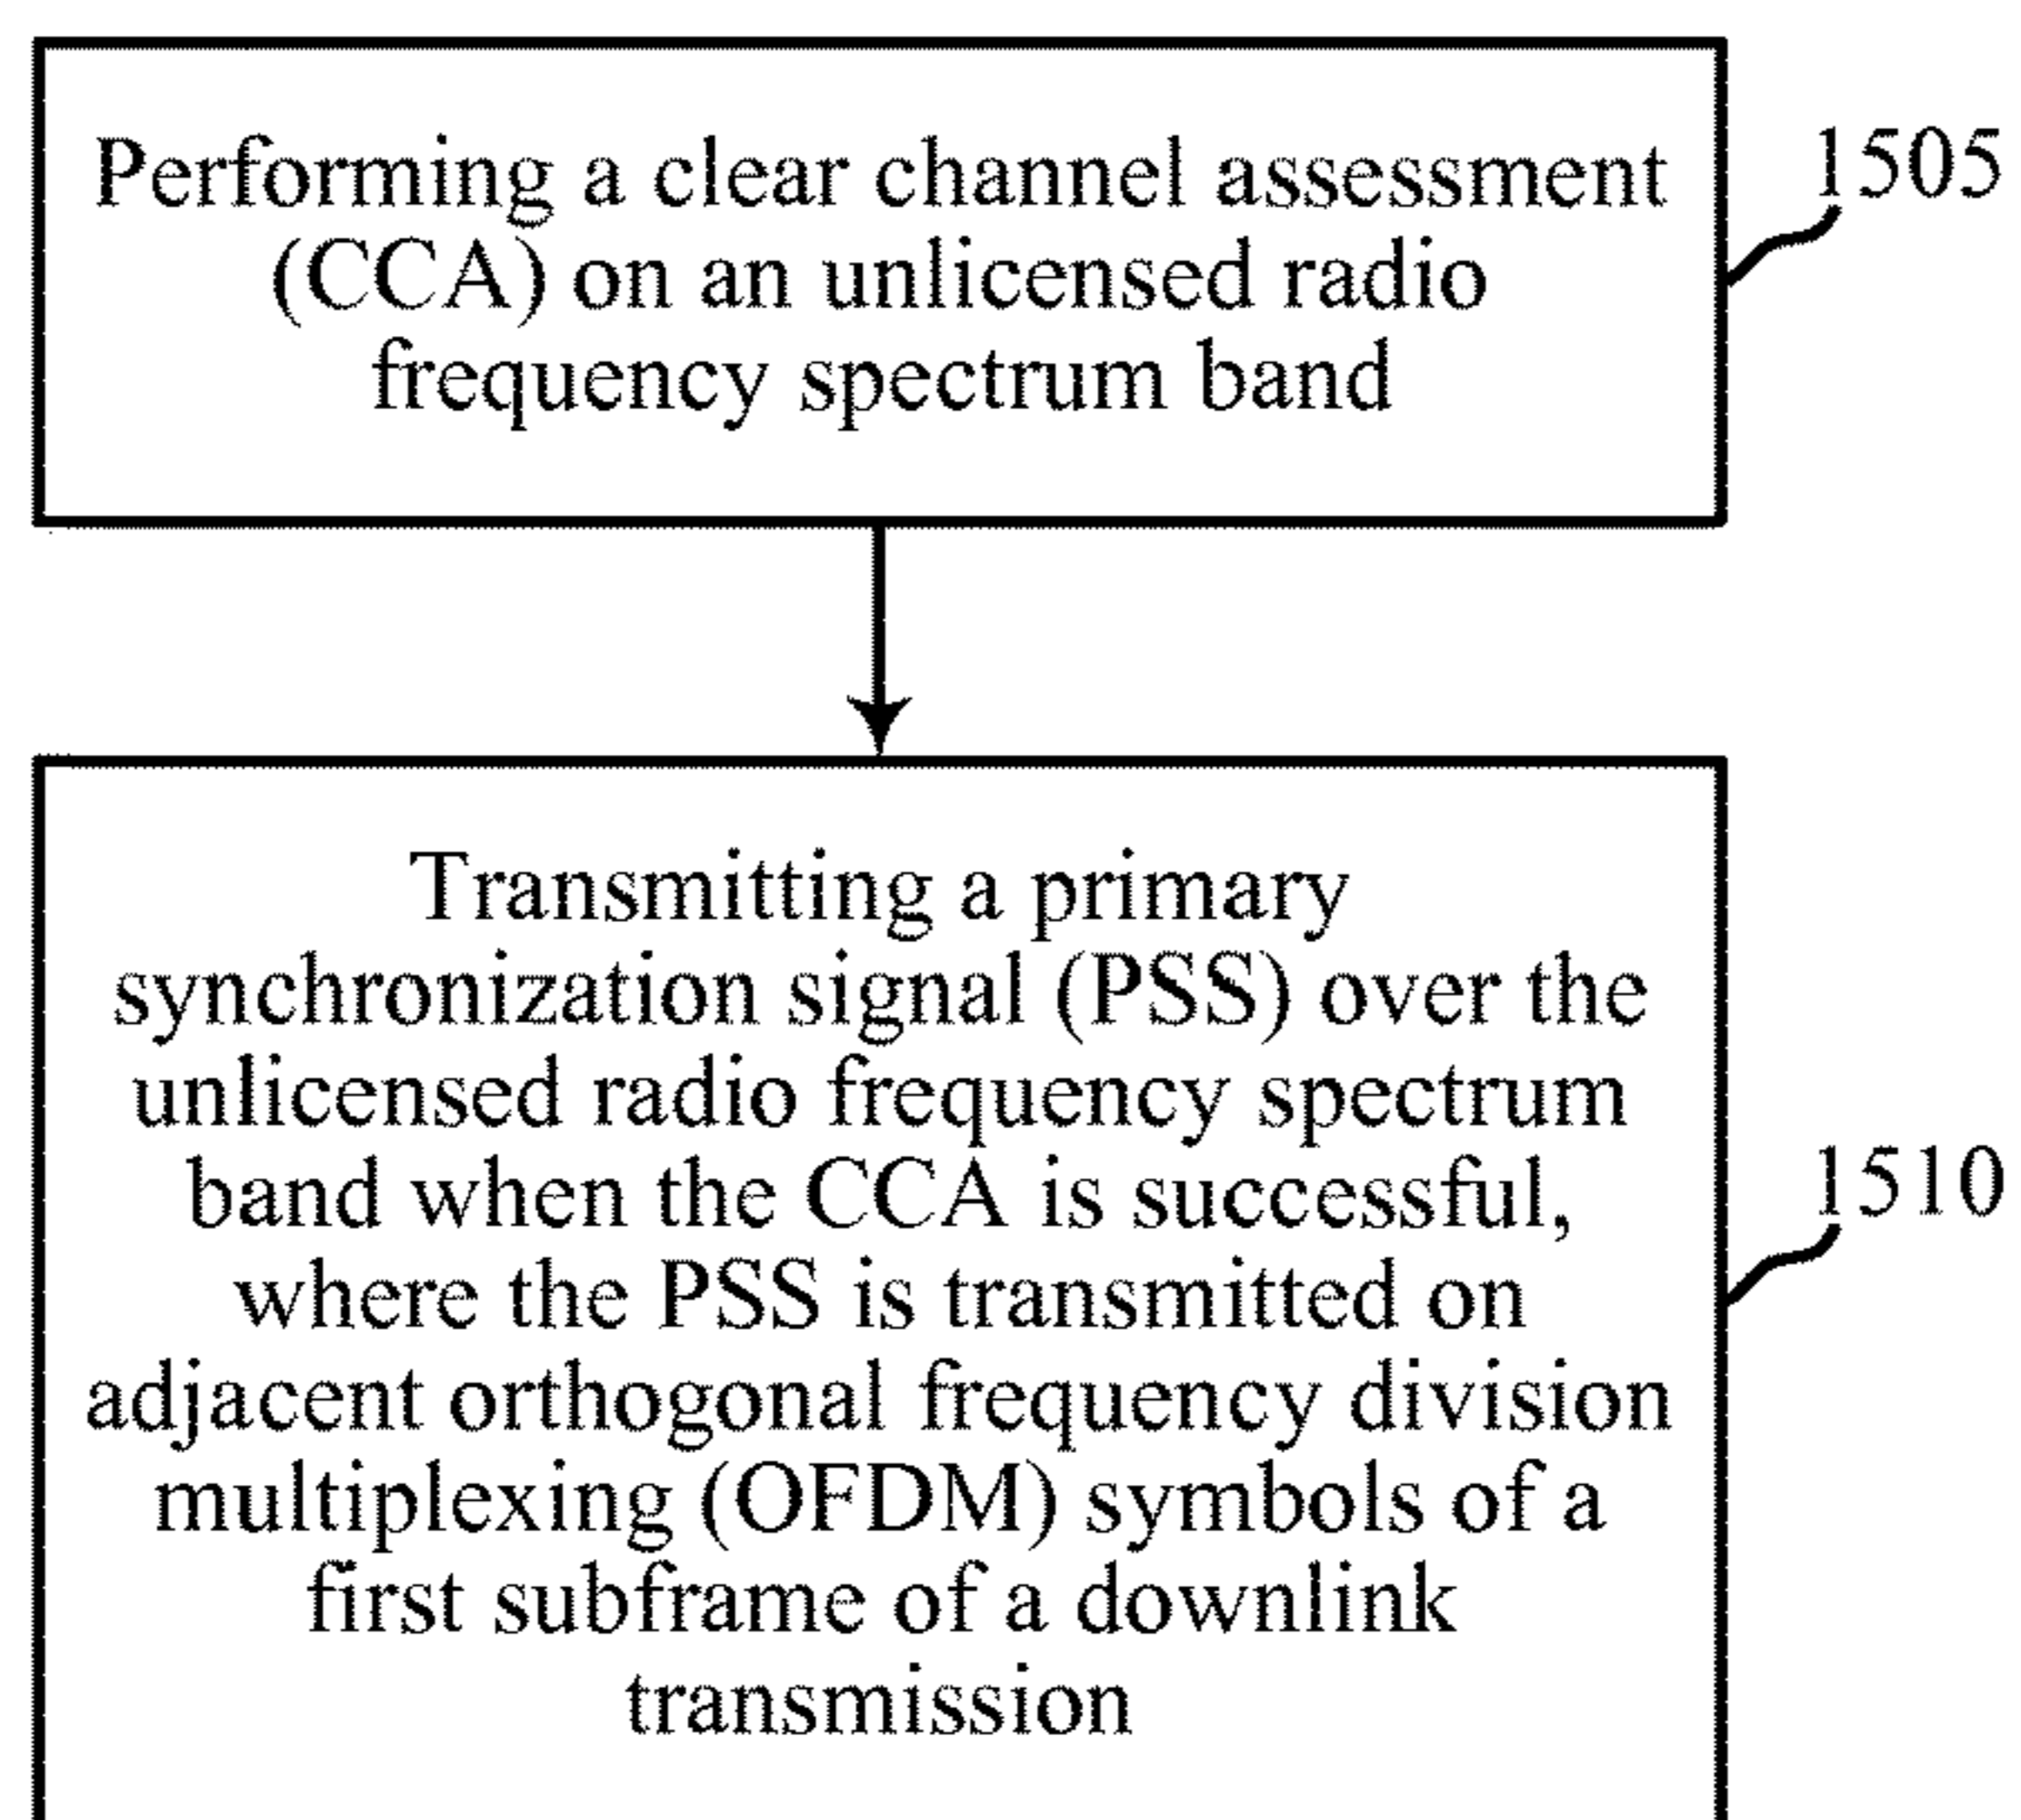 Performing a clear channel assessment
(CCA) on an unlicensed radio
frequency spectrum band
1505
Transmitting a primary
synchronization signal (PSS) over the
unlicensed radio frequency spectrum
band when the CCA is successful,
where the PSS is transmitted on
adjacent orthogonal frequency division
multiplexing (OFDM) symbols of a
first subframe of a downlink
transmission
1510